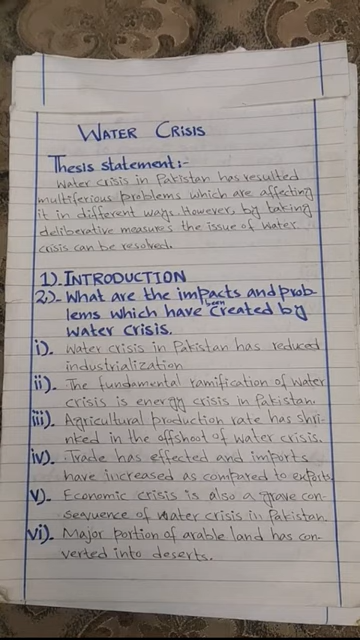 WATER CRISIS
Thesis statement:-
Water crisis in Pakistan has resulted
multiferious problems which are affecting
it in different ways. However, by taking
deliberative measures the issue of water
crisis can be resolved.
1). INTRODUCTION
2).- What are the impacts and prob-
lems which have been created by
water crisis.
i). Water crisis in Pakistan has reduced
industrialization
ii). The fundamental ramification of water
crisis is energy crisis in Pakistan.
iii). Agricultural production rate has shri-
nked in the offshoot of water crisis.
iv). Trade has effected and imports
have increased as compared to exports
v). Economic crisis is also a grave con-
sequence of water crisis in Pakistan.
vi). Major portion of arable land has con-
verted into deserts.